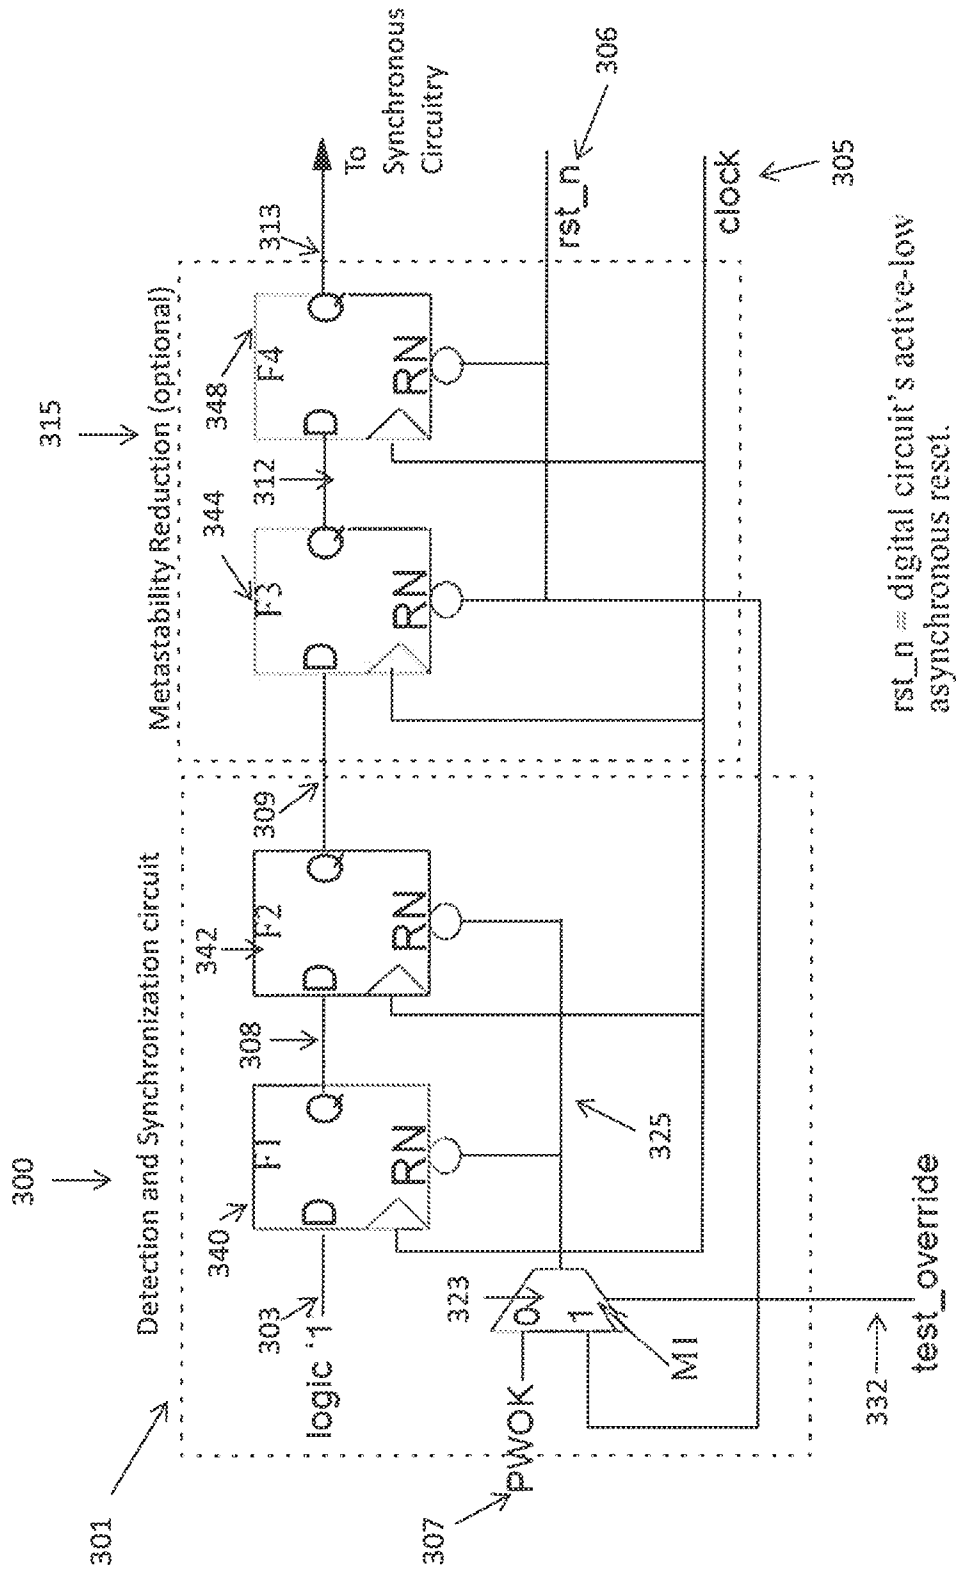 300
315
301
Detection and Synchronization circuit
Metastability Reduction (optional)
340
342
344
348
F1
F2
F3
F4
303
308
309
312
313
logic '1'
D
Q
D
Q
D
Q
D
Q
To
Synchronous
Circuitry
RN
RN
RN
RN
323
0
1
M1
PWOK
307
325
rst_n
306
clock
305
332
test_override
rst_n = digital circuit's active-low
asynchronous reset.